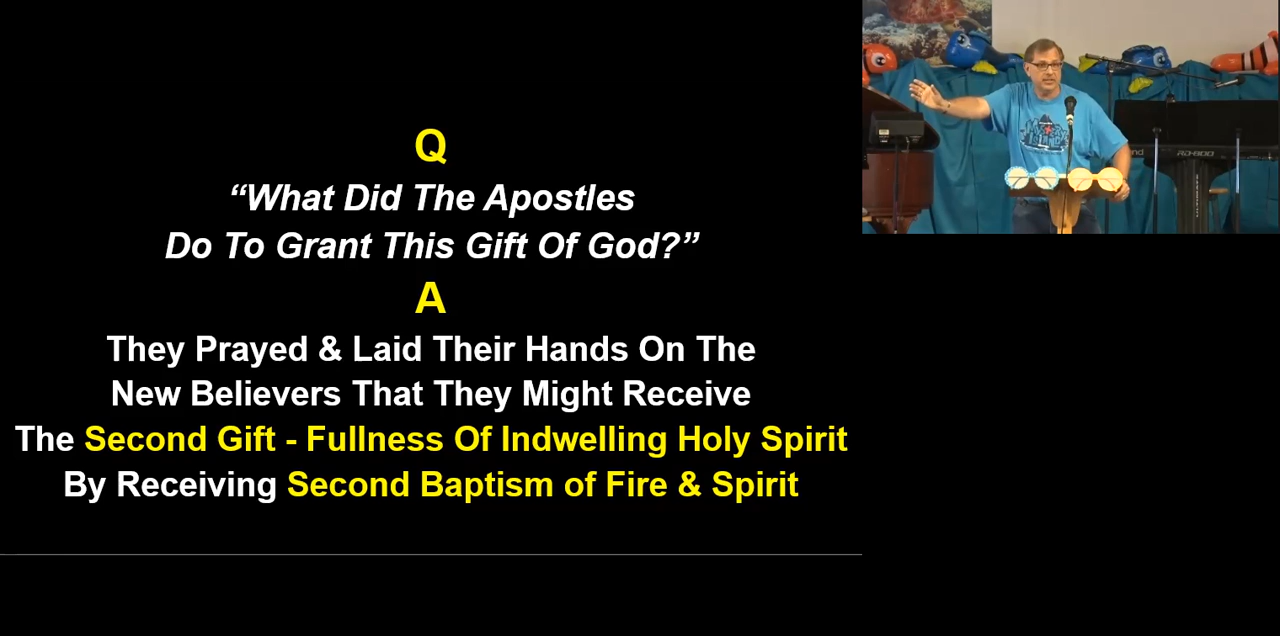 Q
“What Did The Apostles
Do To Grant This Gift Of God?”
A
They Prayed & Laid Their Hands On The
New Believers That They Might Receive
The Second Gift - Fullness Of Indwelling Holy Spirit
By Receiving Second Baptism of Fire & Spirit
RD-800